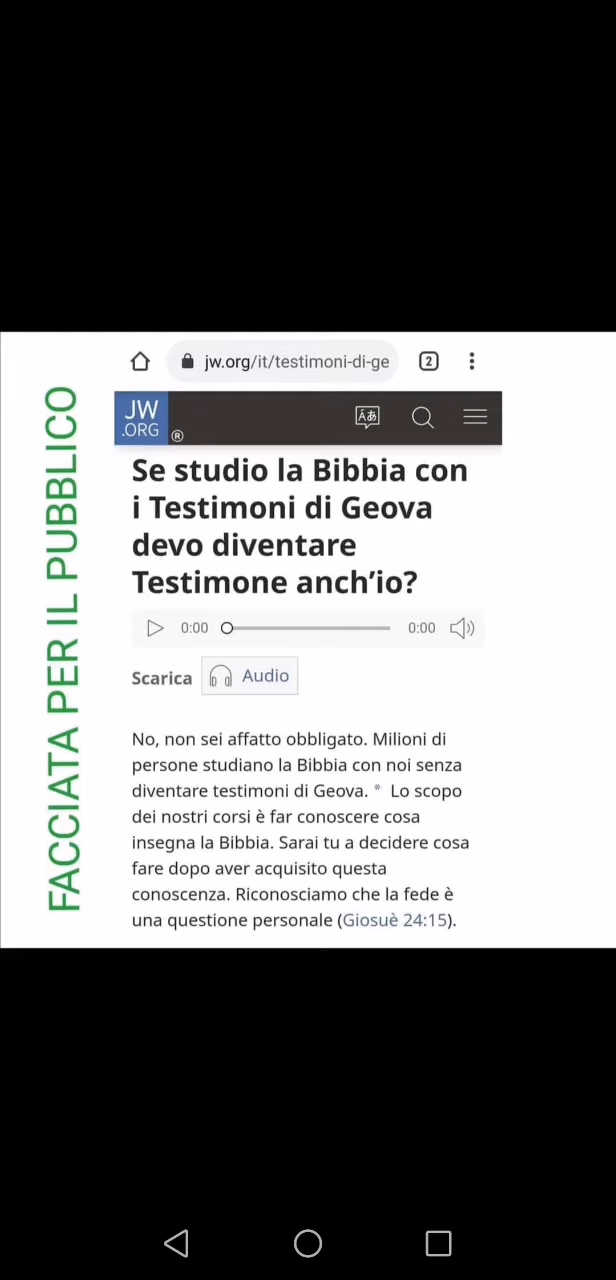 FACCIATA PER IL PUBBLICO
jw.org/it/testimoni-di-ge
2
JW
.ORG
®
Se studio la Bibbia con
i Testimoni di Geova
devo diventare
Testimone anch’io?
0:00
0:00
Scarica
Audio
No, non sei affatto obbligato. Milioni di
persone studiano la Bibbia con noi senza
diventare testimoni di Geova. * Lo scopo
dei nostri corsi è far conoscere cosa
insegna la Bibbia. Sarai tu a decidere cosa
fare dopo aver acquisito questa
conoscenza. Riconosciamo che la fede è
una questione personale (Giosuè 24:15).